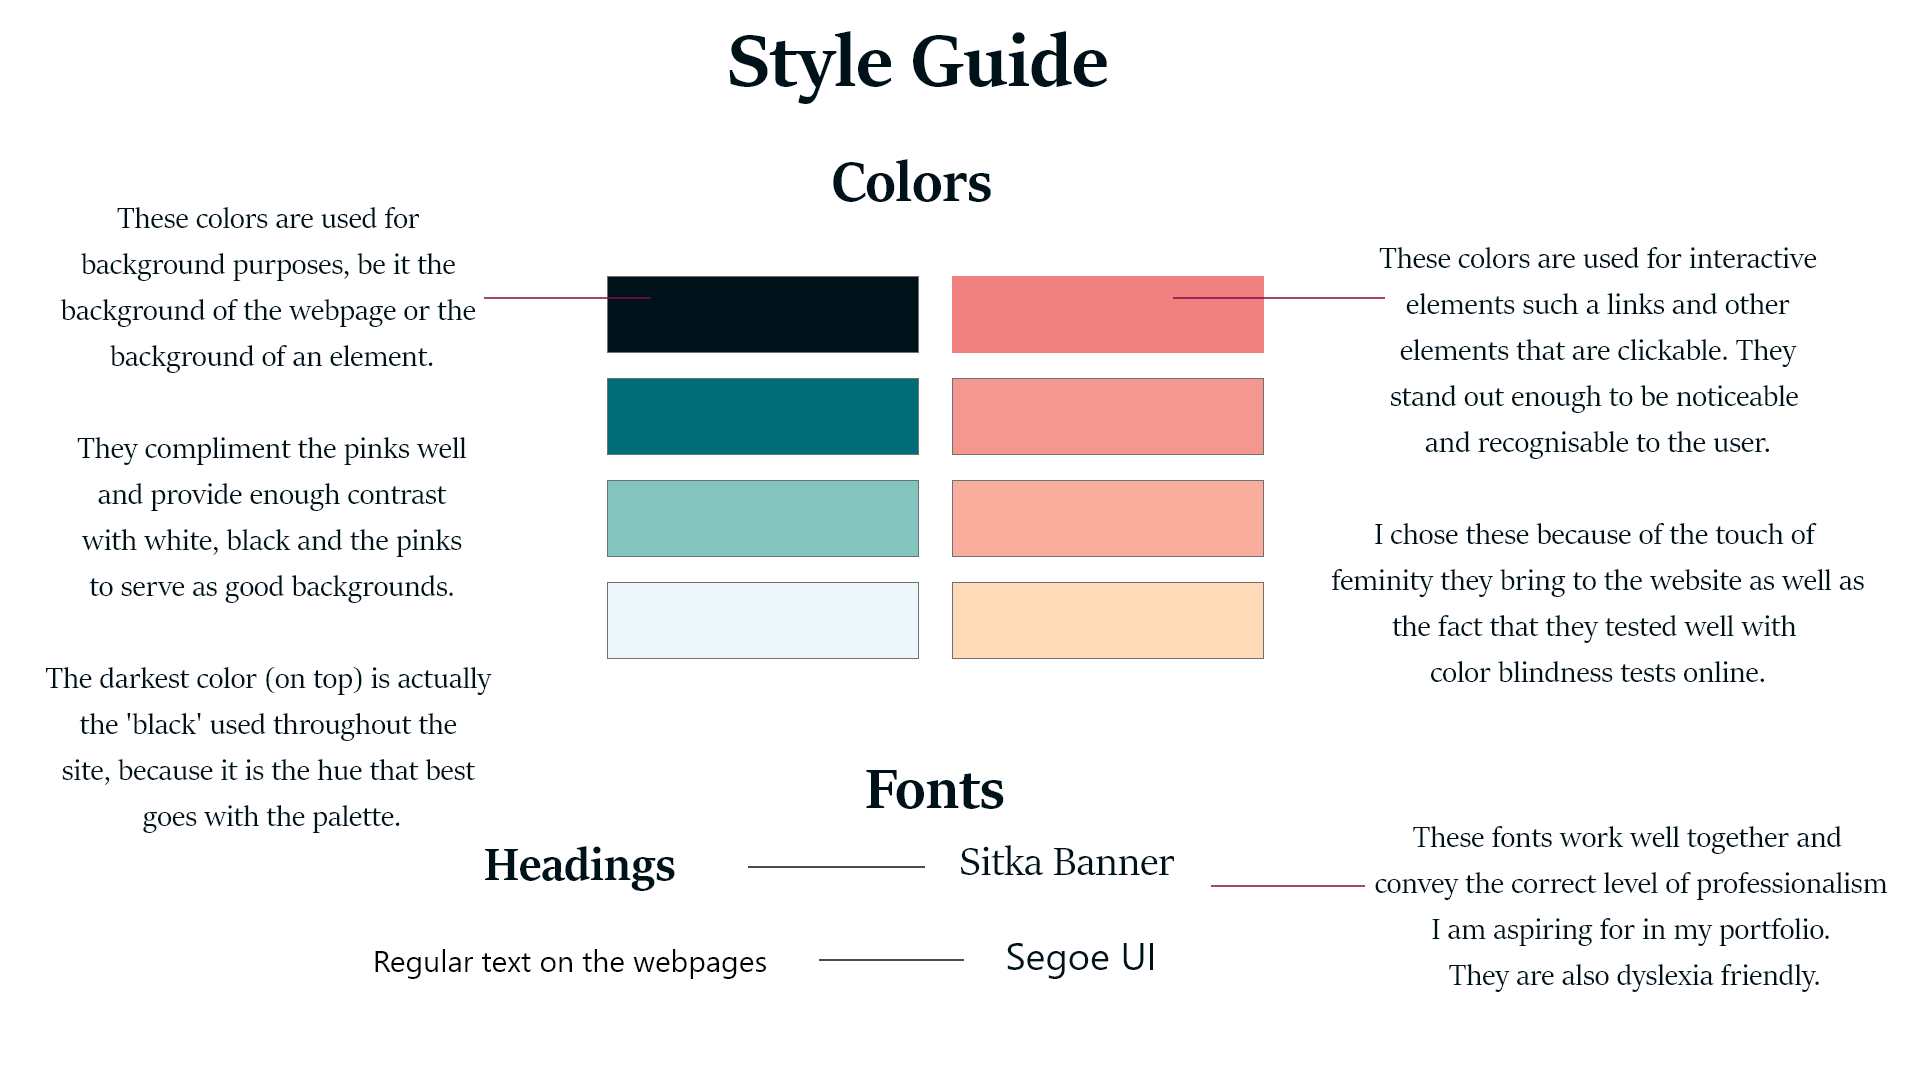 Style Guide
Colors
These colors are used for
background purposes, be it the
background of the webpage or the
background of an element.
They compliment the pinks well
and provide enough contrast
with white, black and the pinks
to serve as good backgrounds.
The darkest color (on top) is actually
the 'black' used throughout the
site, because it is the hue that best
goes with the palette.
These colors are used for interactive
elements such a links and other
elements that are clickable. They
stand out enough to be noticeable
and recognisable to the user.
I chose these because of the touch of
feminity they bring to the website as well as
the fact that they tested well with
color blindness tests online.
Fonts
Headings
Sitka Banner
Regular text on the webpages
Segoe UI
These fonts work well together and
convey the correct level of professionalism
I am aspiring for in my portfolio.
They are also dyslexia friendly.